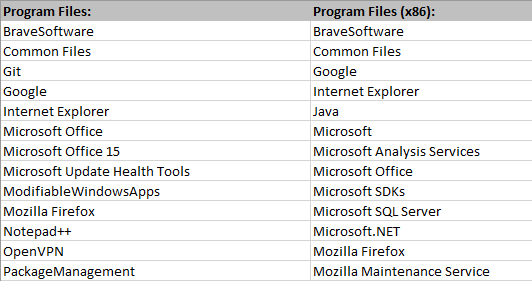 Program Files: Program Files (x86):
BraveSoftware BraveSoftware
Common Files Common Files
Git Google
Google Internet Explorer
Internet Explorer Java
Microsoft Office Microsoft
Microsoft Office 15 Microsoft Analysis Services
Microsoft Update Health Tools Microsoft Office
ModifiableWindowsApps Microsoft SDKs
Mozilla Firefox Microsoft SQL Server
Notepad++ Microsoft.NET
OpenVPN Mozilla Firefox
PackageManagement Mozilla Maintenance Service